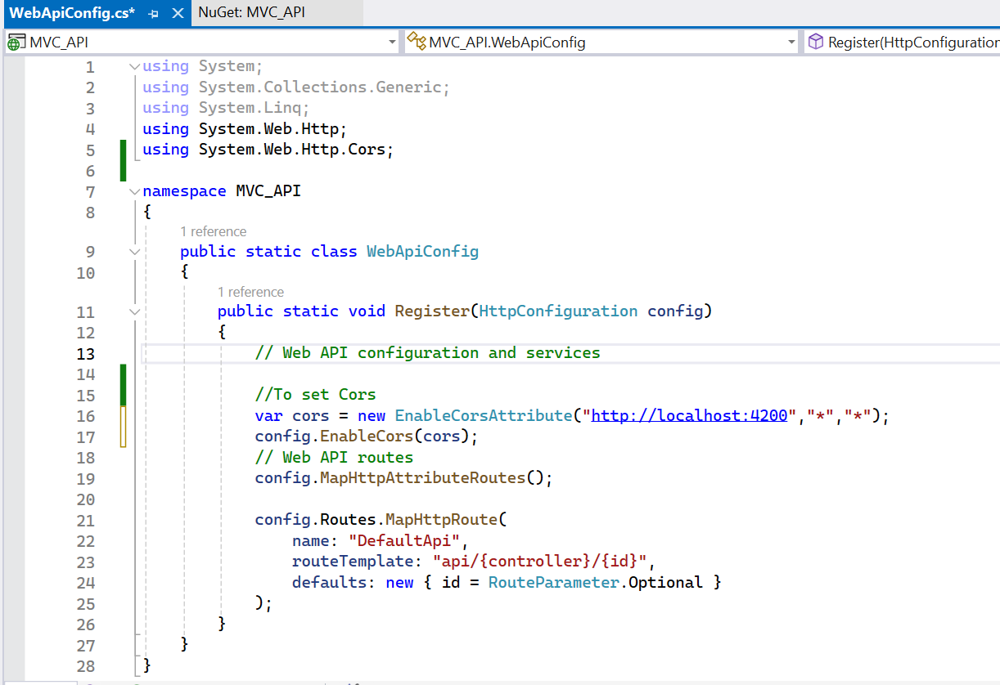 WebApiConfig.cs* NuGet: MVC_API
MVC_API MVC_API.WebApiConfig Register(HttpConfiguration
1 using System;
2 using System.Collections.Generic;
3 using System.Linq;
4 using System.Web.Http;
5 using System.Web.Http.Cors;
6
7 namespace MVC_API
8 {
1 reference
9 public static class WebApiConfig
10 {
1 reference
11 public static void Register(HttpConfiguration config)
12 {
13 // Web API configuration and services
14
15 //To set Cors
16 var cors = new EnableCorsAttribute("http://localhost:4200","*","*");
17 config.EnableCors(cors);
18 // Web API routes
19 config.MapHttpAttributeRoutes();
20
21 config.Routes.MapHttpRoute(
22 name: "DefaultApi",
23 routeTemplate: "api/{controller}/{id}",
24 defaults: new { id = RouteParameter.Optional }
25 );
26 }
27 }
28 }